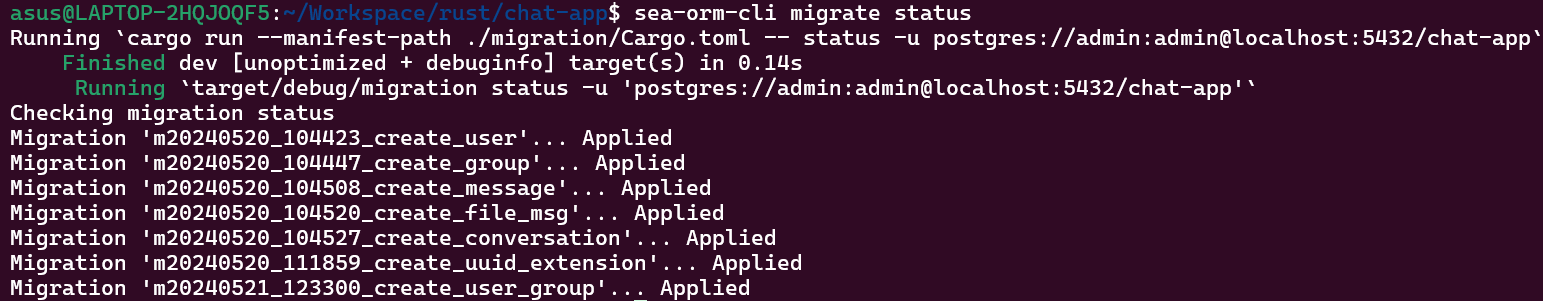 asus@LAPTOP-2HQJOQF5:~/Workspace/rust/chat-app$ sea-orm-cli migrate status
Running `cargo run --manifest-path ./migration/Cargo.toml -- status -u postgres://admin:admin@localhost:5432/chat-app`
    Finished dev [unoptimized + debuginfo] target(s) in 0.14s
     Running `target/debug/migration status -u 'postgres://admin:admin@localhost:5432/chat-app'`
Checking migration status
Migration 'm20240520_104423_create_user'... Applied
Migration 'm20240520_104447_create_group'... Applied
Migration 'm20240520_104508_create_message'... Applied
Migration 'm20240520_104520_create_file_msg'... Applied
Migration 'm20240520_104527_create_conversation'... Applied
Migration 'm20240520_111859_create_uuid_extension'... Applied
Migration 'm20240521_123300_create_user_group'... Applied